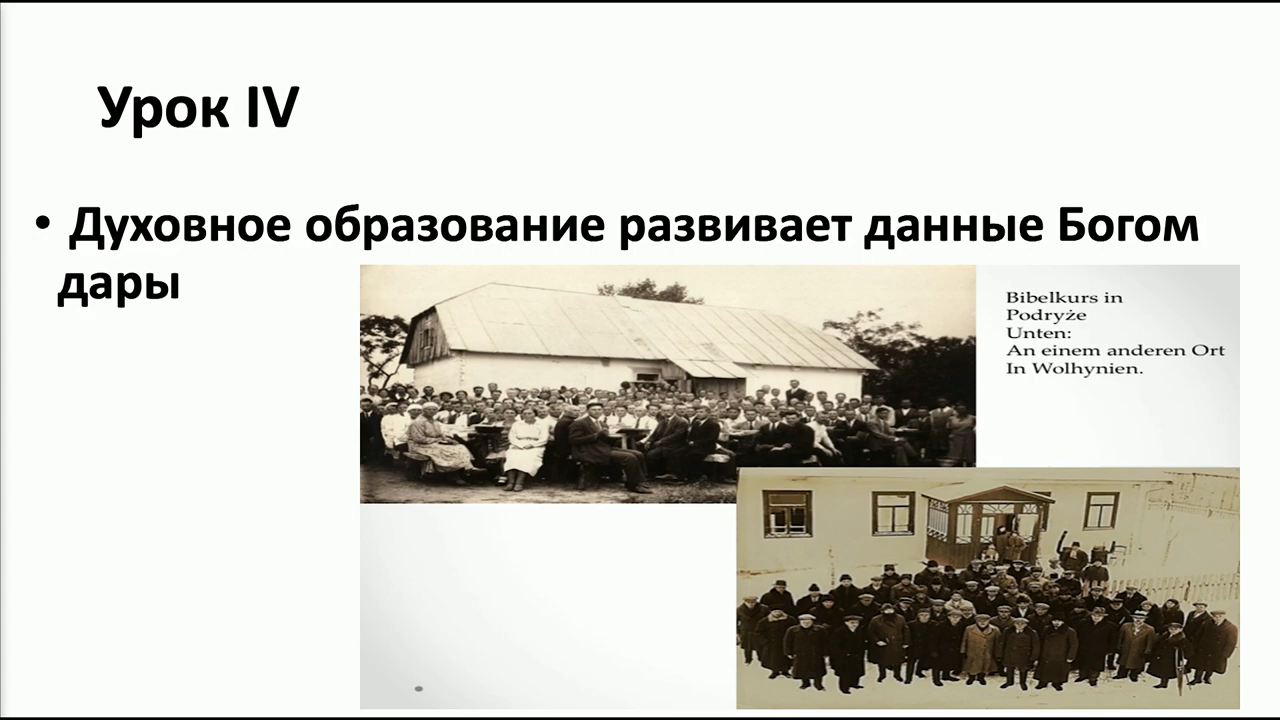 Урок IV
• Духовное образование развивает данные Богом
дары
Bibelkurs in
Podryże
Unten:
An einem anderen Ort
In Wolhynien.